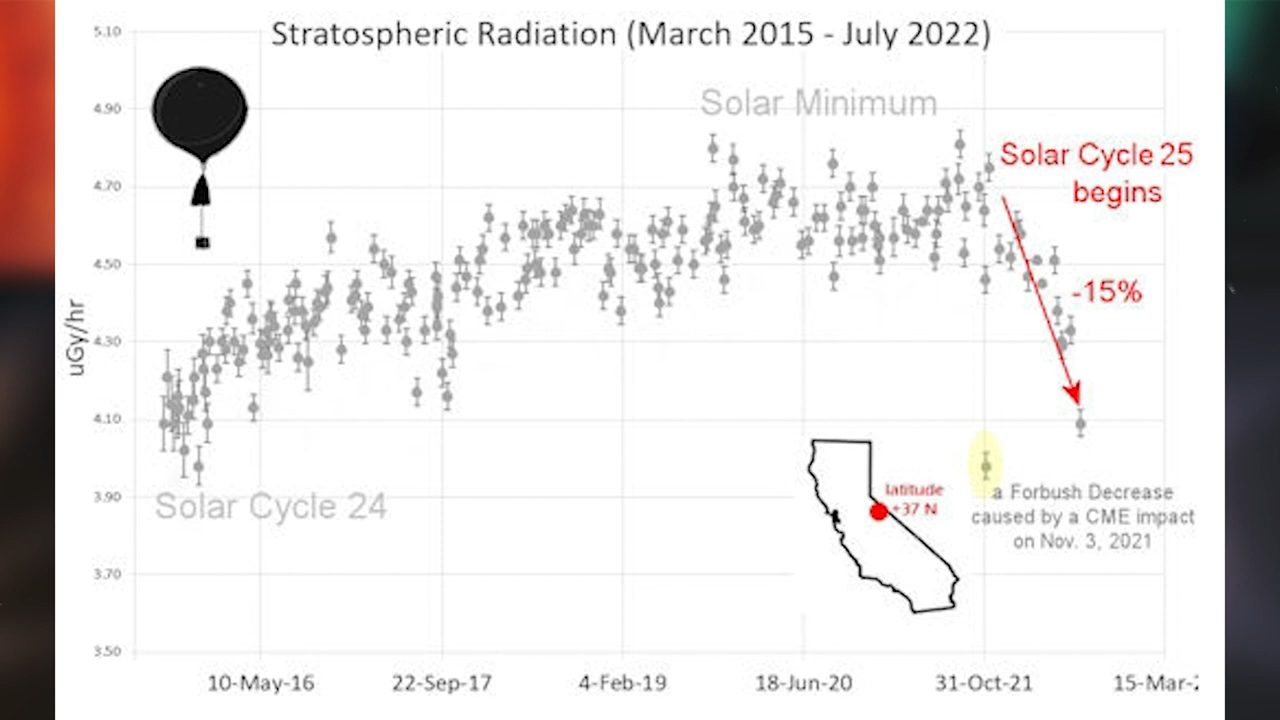 Stratospheric Radiation (March 2015 - July 2022)
5.10
4.90
4.70
4.50
4.30
4.10
3.90
3.70
3.50
uGy/hr
Solar Minimum
Solar Cycle 25
begins
-15%
Solar Cycle 24
latitude
+37 N
a Forbush Decrease
caused by a CME impact
on Nov. 3, 2021
10-May-16
22-Sep-17
4-Feb-19
18-Jun-20
31-Oct-21
15-Mar-